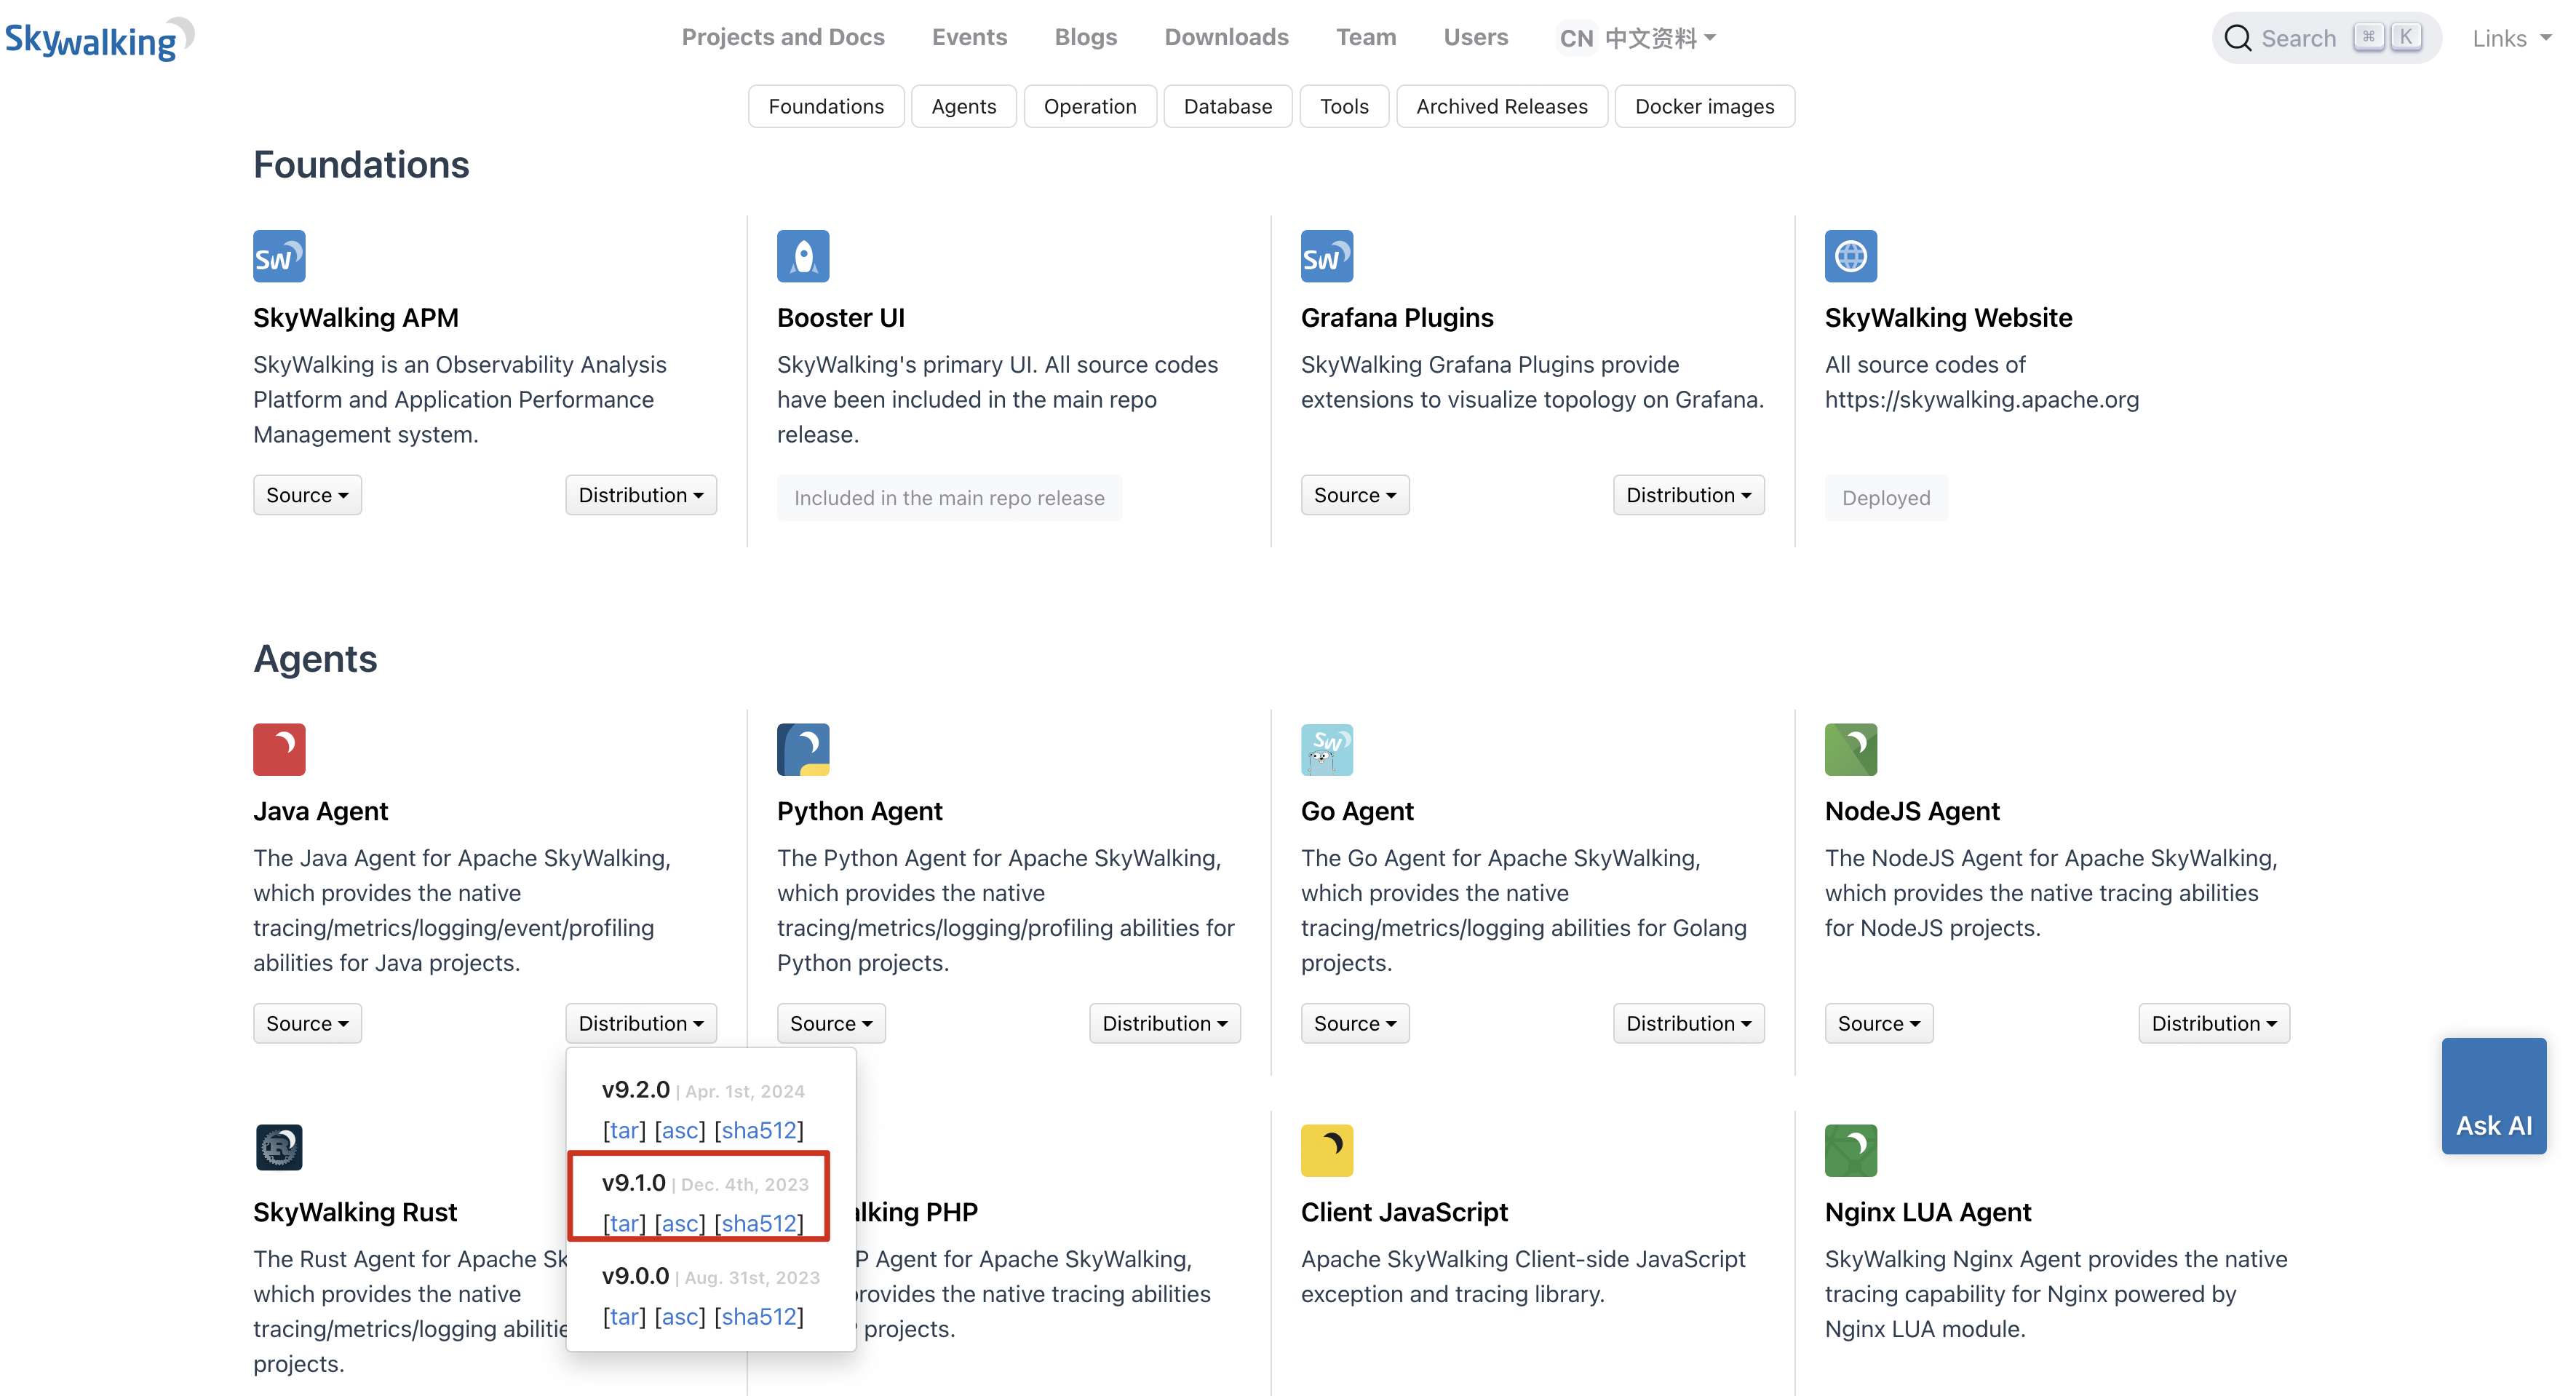 Skywalking
Projects and Docs
Events
Blogs
Downloads
Team
Users
CN 中文资料
Search ⌘ K
Links
Foundations
Agents
Operation
Database
Tools
Archived Releases
Docker images
Foundations
SW
SkyWalking APM
SkyWalking is an Observability Analysis
Platform and Application Performance
Management system.
Source
Distribution
Booster UI
SkyWalking's primary UI. All source codes
have been included in the main repo
release.
Included in the main repo release
SW
Grafana Plugins
SkyWalking Grafana Plugins provide
extensions to visualize topology on Grafana.
Source
Distribution
SkyWalking Website
All source codes of
https://skywalking.apache.org
Deployed
Agents
Java Agent
The Java Agent for Apache SkyWalking,
which provides the native
tracing/metrics/logging/event/profiling
abilities for Java projects.
Source
Distribution
v9.2.0 | Apr. 1st, 2024
[tar] [asc] [sha512]
v9.1.0 | Dec. 4th, 2023
[tar] [asc] [sha512]
v9.0.0 | Aug. 31st, 2023
[tar] [asc] [sha512]
Python Agent
The Python Agent for Apache SkyWalking,
which provides the native
tracing/metrics/logging/profiling abilities for
Python projects.
Source
Distribution
SW
Go Agent
The Go Agent for Apache SkyWalking,
which provides the native
tracing/metrics/logging abilities for Golang
projects.
Source
Distribution
NodeJS Agent
The NodeJS Agent for Apache SkyWalking,
which provides the native tracing abilities
for NodeJS projects.
Source
Distribution
R
SkyWalking Rust
The Rust Agent for Apache Sk
which provides the native
tracing/metrics/logging abilitie
projects.
lking PHP
P Agent for Apache SkyWalking,
rovides the native tracing abilities
projects.
Client JavaScript
Apache SkyWalking Client-side JavaScript
exception and tracing library.
Nginx LUA Agent
SkyWalking Nginx Agent provides the native
tracing capability for Nginx powered by
Nginx LUA module.
Ask AI